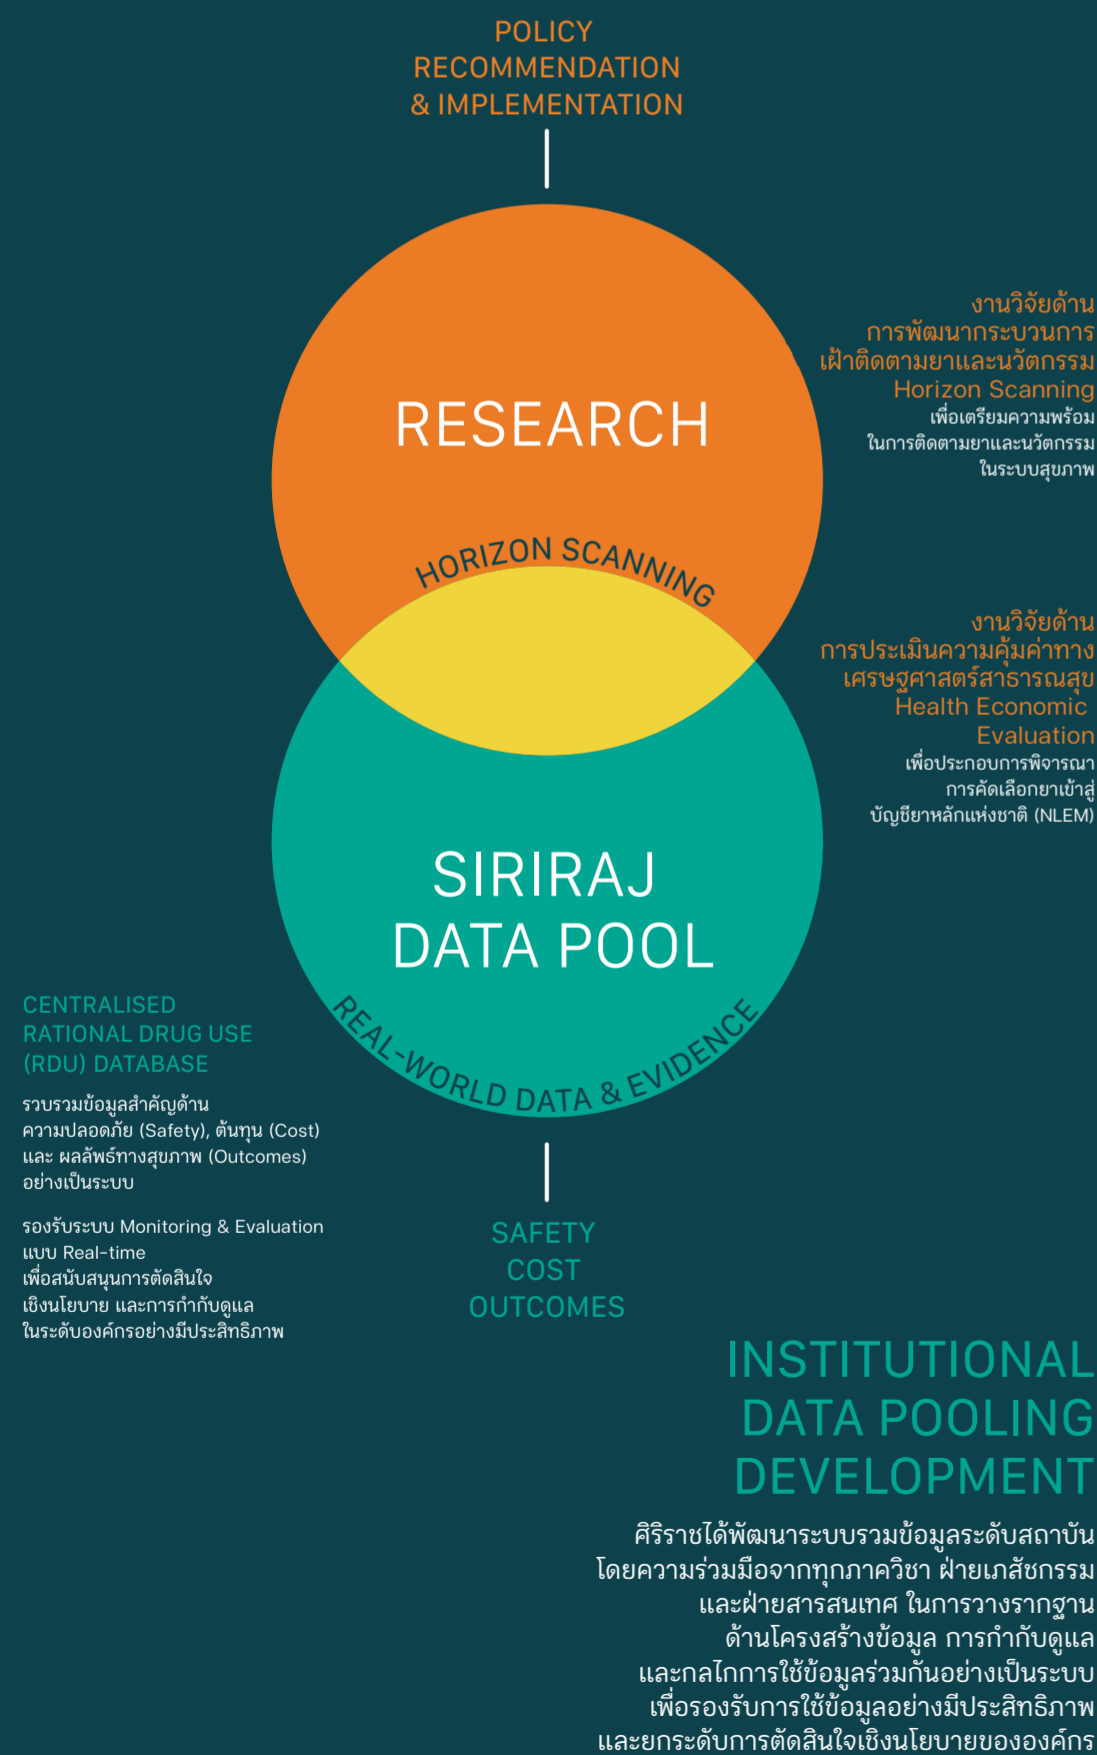 POLICY
RECOMMENDATION
& IMPLEMENTATION
RESEARCH
HORIZON SCANNING
งานวิจัยด้าน
การพัฒนากระบวนการ
เฝ้าติดตามยาและนวัตกรรม
Horizon Scanning
เพื่อเตรียมความพร้อม
ในการติดตามยาและนวัตกรรม
ในระบบสุขภาพ
งานวิจัยด้าน
การประเมินความคุ้มค่าทาง
เศรษฐศาสตร์สาธารณสุข
Health Economic
Evaluation
เพื่อประกอบการพิจารณา
การคัดเลือกยาเข้าสู่
บัญชียาหลักแห่งชาติ (NLEM)
SIRIRAJ
DATA POOL
REAL-WORLD DATA & EVIDENCE
CENTRALISED
RATIONAL DRUG USE
(RDU) DATABASE
รวบรวมข้อมูลสำคัญด้าน
ความปลอดภัย (Safety), ต้นทุน (Cost)
และ ผลลัพธ์ทางสุขภาพ (Outcomes)
อย่างเป็นระบบ
รองรับระบบ Monitoring & Evaluation
แบบ Real-time
เพื่อสนับสนุนการตัดสินใจ
เชิงนโยบาย และการกำกับดูแล
ในระดับองค์กรอย่างมีประสิทธิภาพ
SAFETY
COST
OUTCOMES
INSTITUTIONAL
DATA POOLING
DEVELOPMENT
ศิริราชได้พัฒนาระบบรวมข้อมูลระดับสถาบัน
โดยความร่วมมือจากทุกภาควิชา ฝ่ายเภสัชกรรม
และฝ่ายสารสนเทศ ในการวางรากฐาน
ด้านโครงสร้างข้อมูล การกำกับดูแล
และกลไกการใช้ข้อมูลร่วมกันอย่างเป็นระบบ
เพื่อรองรับการใช้ข้อมูลอย่างมีประสิทธิภาพ
และยกระดับการตัดสินใจเชิงนโยบายขององค์กร